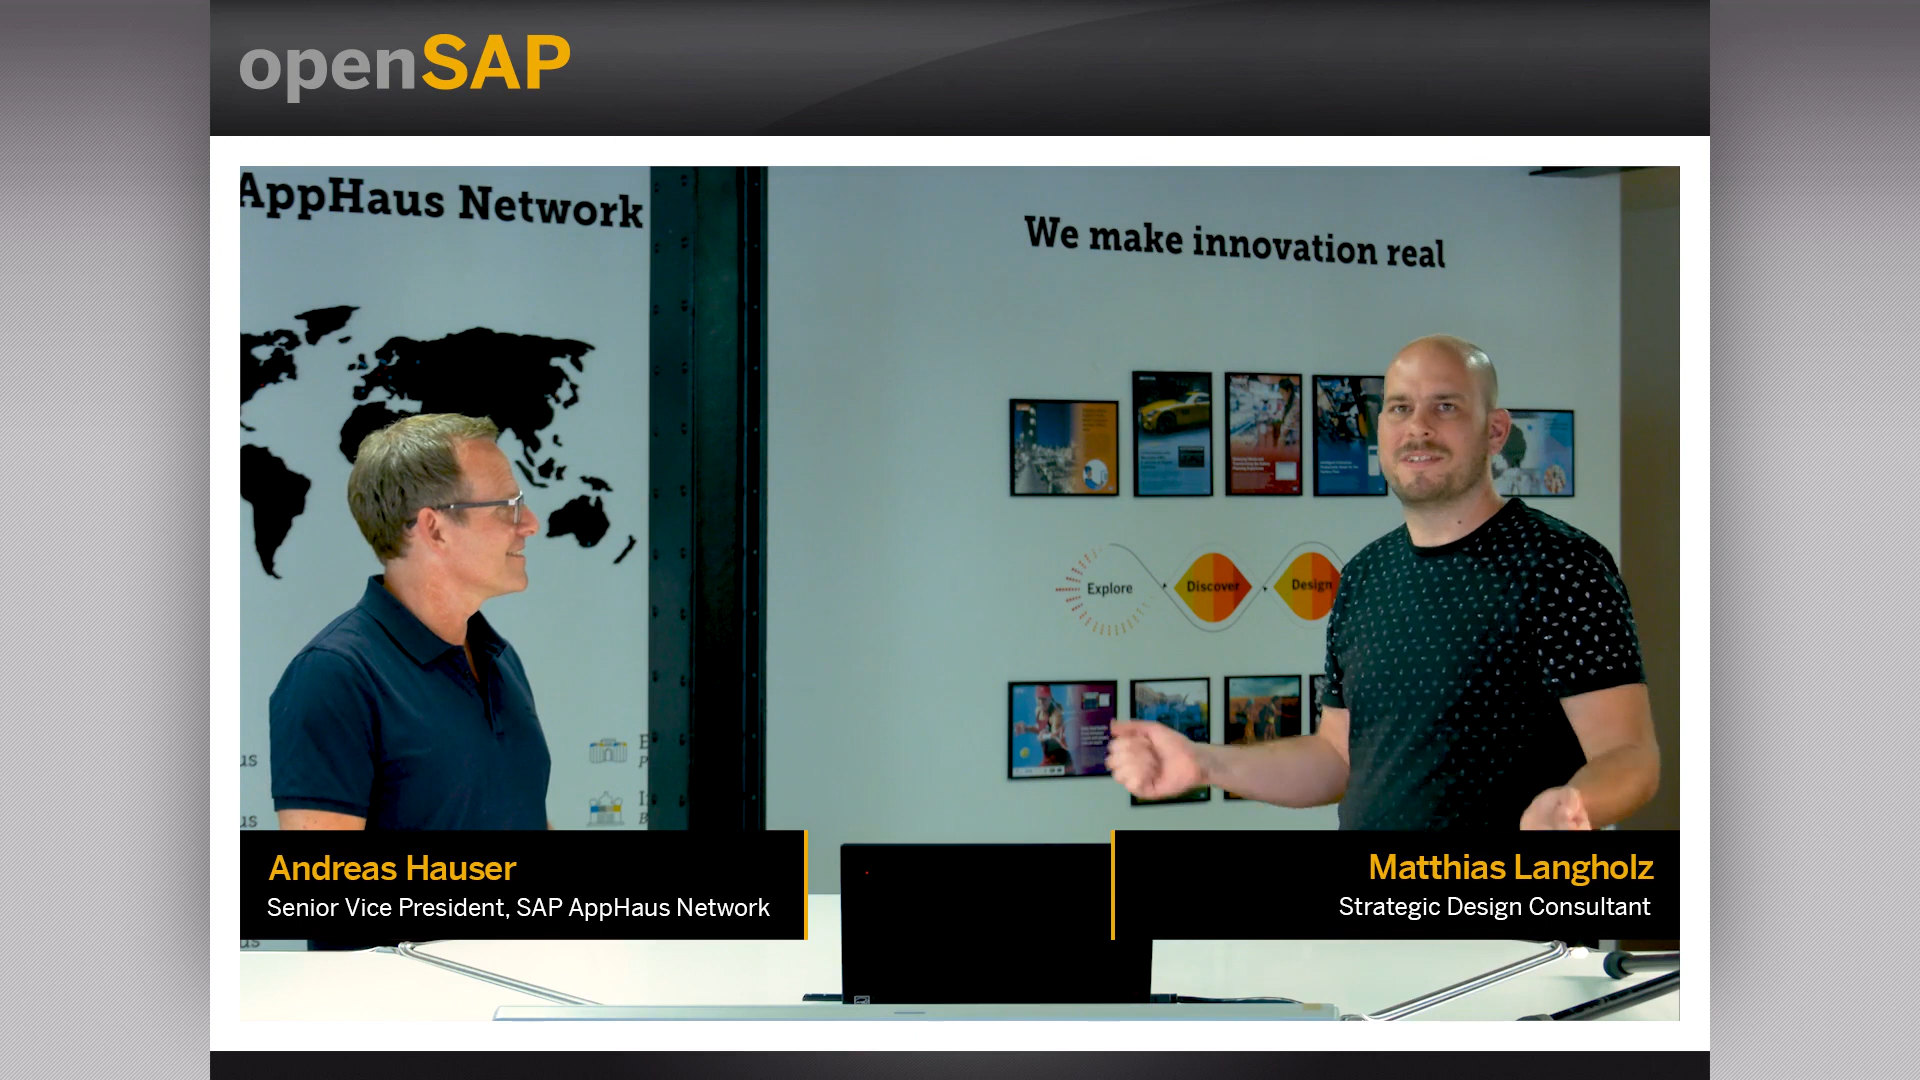 openSAP
AppHaus Network
We make innovation real
Explore
Discover
Design
Andreas Hauser
Senior Vice President, SAP AppHaus Network
Matthias Langholz
Strategic Design Consultant